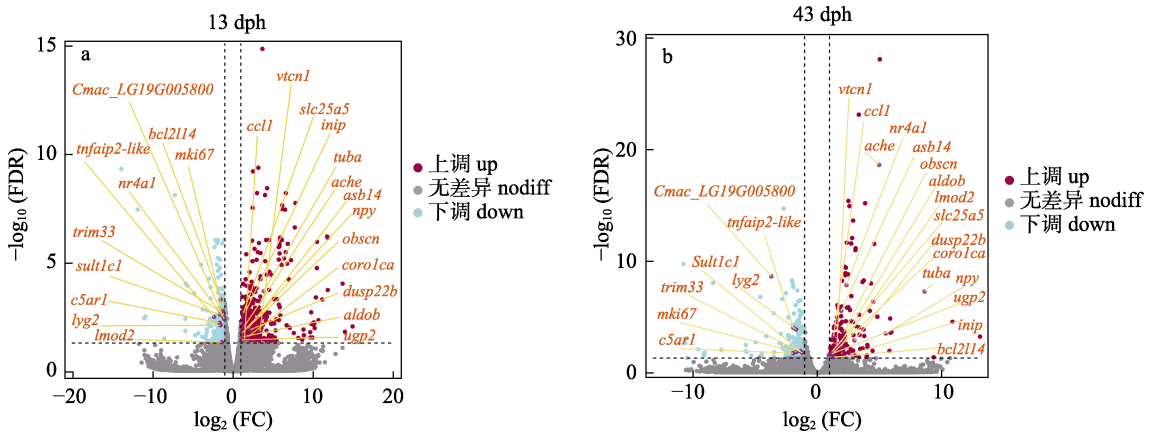 13 dph
a
15
10
5
0
−20
−10
0
10
20
−log10 (FDR)
log2 (FC)
Cmac_LG19G005800
bcl2l14
tnfaip2-like
mki67
nr4a1
trim33
sult1c1
c5ar1
lyg2
lmod2
vtcn1
slc25a5
ccl1
inip
tuba
ache
asb14
npy
obscn
coro1ca
dusp22b
aldob
ugp2
上调 up
无差异 nodiff
下调 down
43 dph
b
30
20
10
0
−10
0
10
−log10 (FDR)
log2 (FC)
Cmac_LG19G005800
tnfaip2-like
Sult1c1
lyg2
trim33
mki67
c5ar1
vtcn1
ccl1
nr4a1
ache
asb14
obscn
aldob
lmod2
slc25a5
dusp22b
coro1ca
tuba
npy
ugp2
inip
bcl2l14
上调 up
无差异 nodiff
下调 down